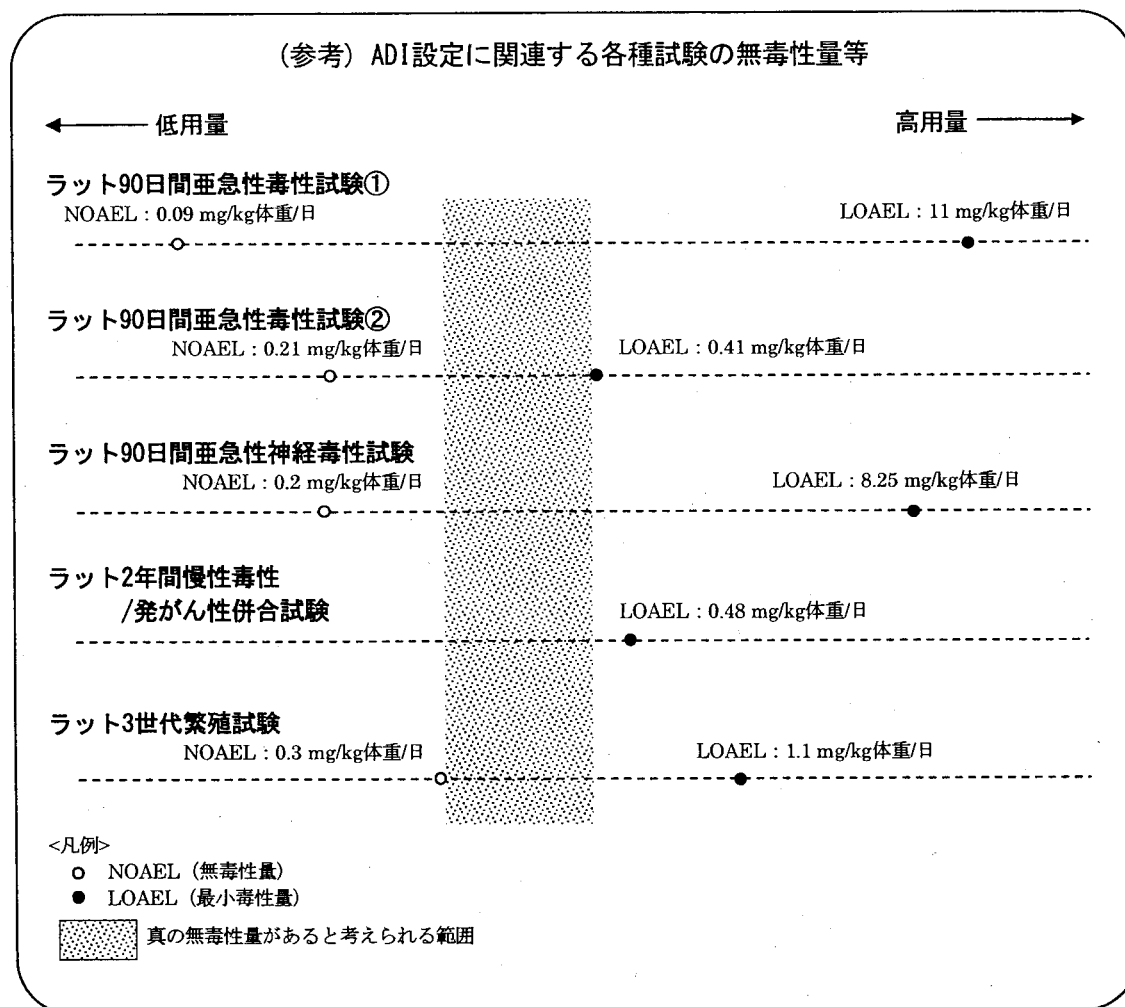 (参考) ADI設定に関連する各種試験の無毒性量等
低用量
高用量
ラット90日間亜急性毒性試験①
NOAEL：0.09 mg/kg体重/日
LOAEL：11 mg/kg体重/日
ラット90日間亜急性毒性試験②
NOAEL：0.21 mg/kg体重/日
LOAEL：0.41 mg/kg体重/日
ラット90日間亜急性神経毒性試験
NOAEL：0.2 mg/kg体重/日
LOAEL：8.25 mg/kg体重/日
ラット2年間慢性毒性
/発がん性併合試験
LOAEL：0.48 mg/kg体重/日
ラット3世代繁殖試験
NOAEL：0.3 mg/kg体重/日
LOAEL：1.1 mg/kg体重/日
<凡例>
NOAEL（無毒性量）
LOAEL（最小毒性量）
真の無毒性量があると考えられる範囲